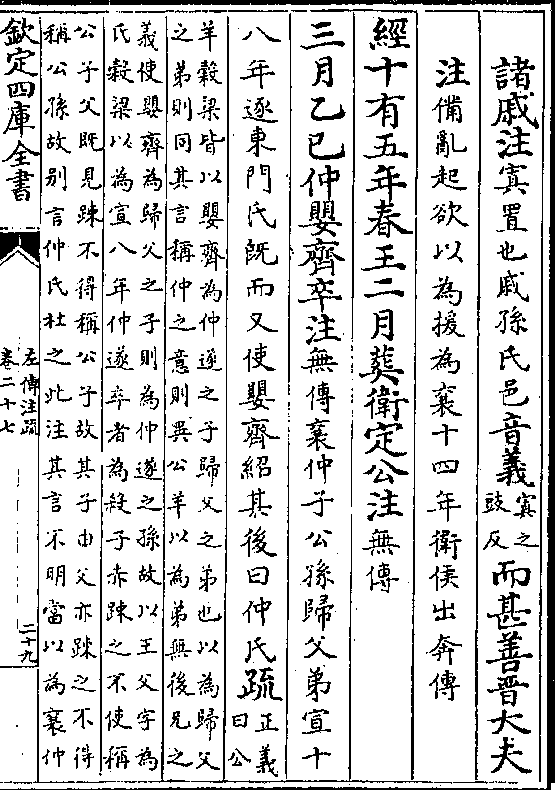 諸戚注寘置也戚孫氏邑音義寘之豉反而甚善晉大夫
注備亂起欲以為援為襄十四年衛侯出奔傳
經十有五年春王二月葬衛定公注無傳
三月乙巳仲嬰齊卒注無傳襄仲子公孫歸父弟宣十
八年逐東門氏既而又使嬰齊紹其後曰仲氏疏正義曰公
羊榖梁皆以嬰齊為仲遂之子歸父之弟也以為歸父
之弟則同其言稱仲之意則異公羊以為弟無後兄之
義使嬰齊為歸父之子則為仲遂之孫故以王父字為
氏榖梁以為宣八年仲遂卒者為殺子赤踈之不使稱
公子父既見踈不得稱公子故其子由父亦踈之不得
稱公孫故别言仲氏杜之此注其言不明當以為襄仲
欽定四庫全書
左傳注疏
卷二十七
二十九